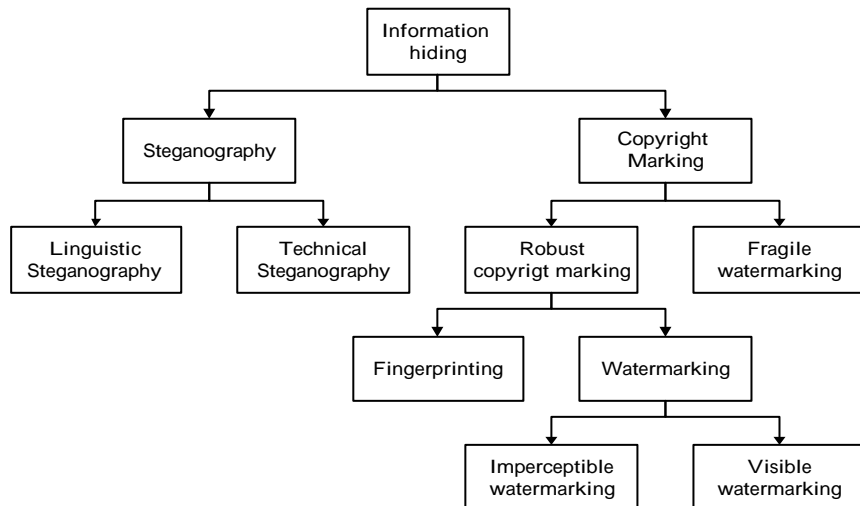 Information
hiding
Steganography
Copyright
Marking
Linguistic
Steganography
Technical
Steganography
Robust
copyrigt marking
Fragile
watermarking
Fingerprinting
Watermarking
Imperceptible
watermarking
Visible
watermarking